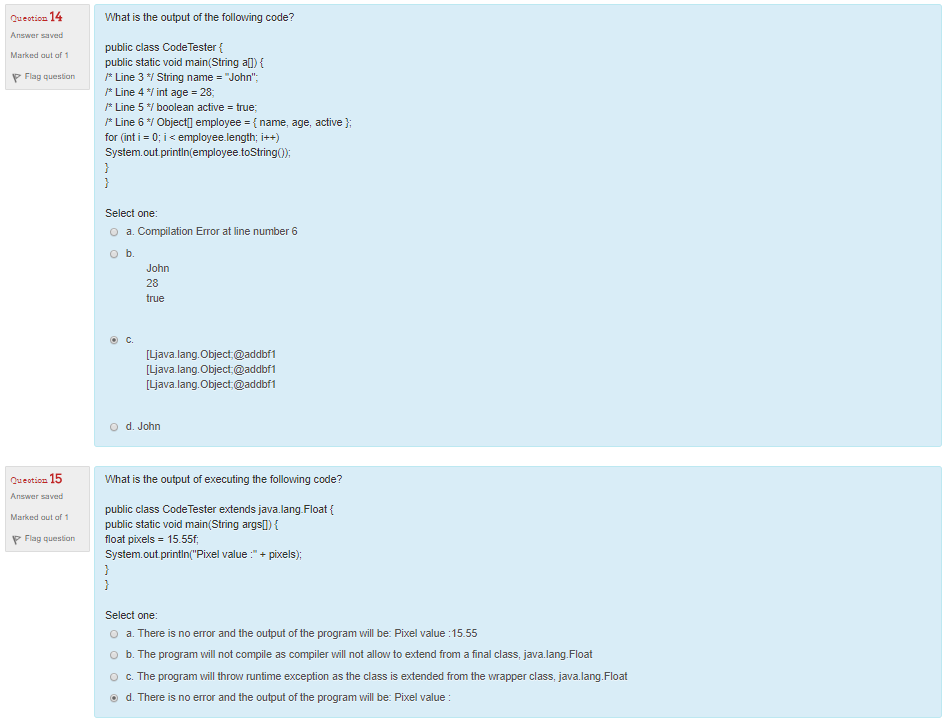 Question 14
Answer saved
Marked out of 1
Flag question
What is the output of the following code?
public class CodeTester {
public static void main(String a[]) {
/* Line 3 */ String name = "John";
/* Line 4 */ int age = 28;
/* Line 5 */ boolean active = true;
/* Line 6 */ Object[] employee = { name, age, active };
for (int i = 0; i < employee.length; i++)
System.out.println(employee.toString());
}
}
Select one:
a. Compilation Error at line number 6
b.
John
28
true
c.
[Ljava.lang.Object;@addbf1
[Ljava.lang.Object;@addbf1
[Ljava.lang.Object;@addbf1
d. John
Question 15
Answer saved
Marked out of 1
Flag question
What is the output of executing the following code?
public class CodeTester extends java.lang.Float {
public static void main(String args[]) {
float pixels = 15.55f;
System.out.println("Pixel value :" + pixels);
}
}
Select one:
a. There is no error and the output of the program will be: Pixel value :15.55
b. The program will not compile as compiler will not allow to extend from a final class, java.lang.Float
c. The program will throw runtime exception as the class is extended from the wrapper class, java.lang.Float
d. There is no error and the output of the program will be: Pixel value :